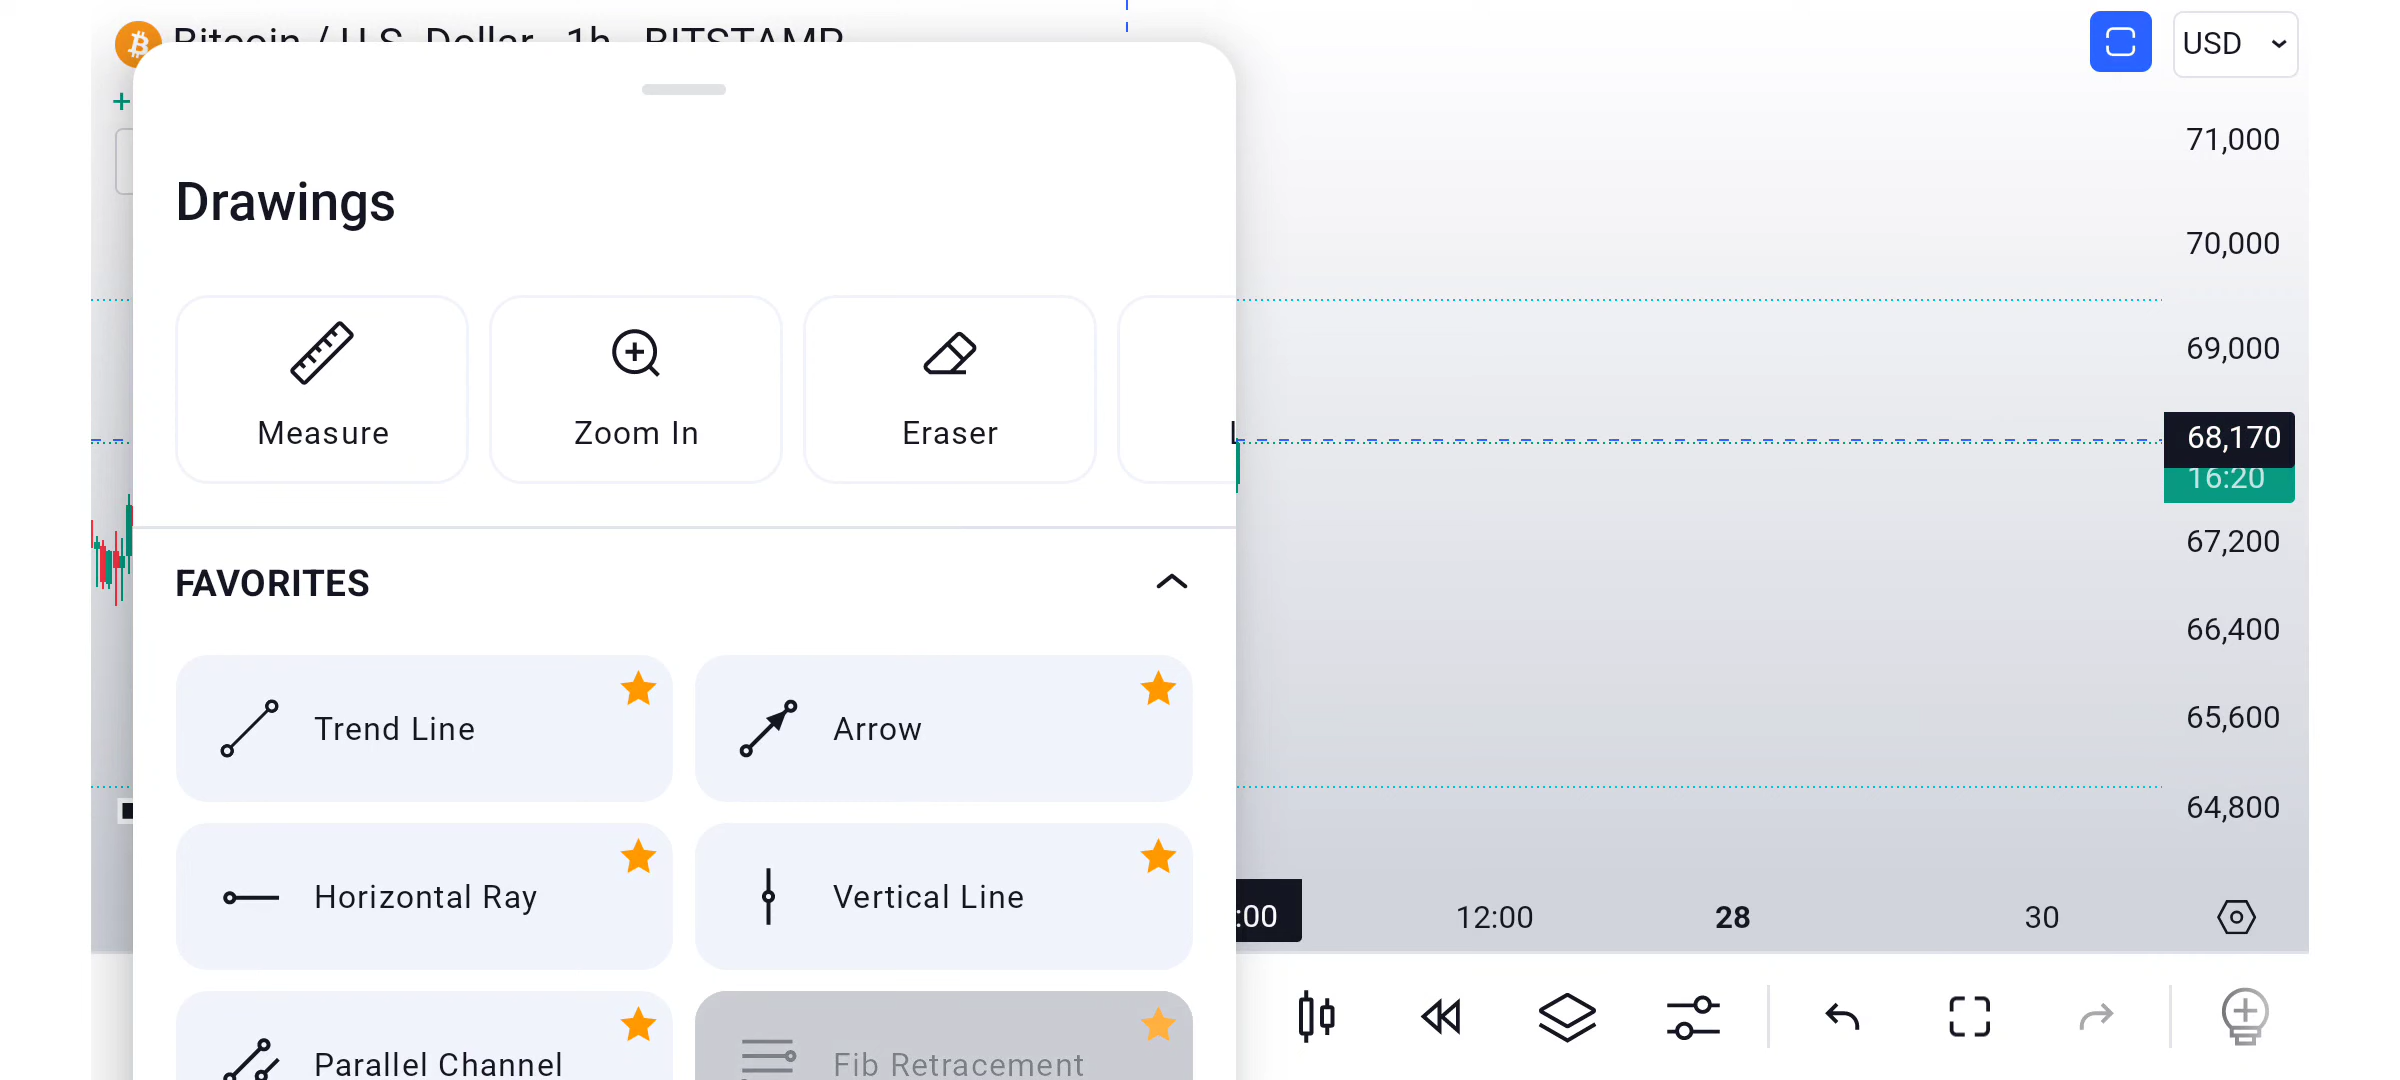 Bitcoin / U.S. Dollar · 1h · BITSTAMP
USD
+
Drawings
Measure
Zoom In
Eraser
FAVORITES
Trend Line
Arrow
Horizontal Ray
Vertical Line
Parallel Channel
Fib Retracement
71,000
70,000
69,000
68,170
16:20
67,200
66,400
65,600
64,800
:00
12:00
28
30